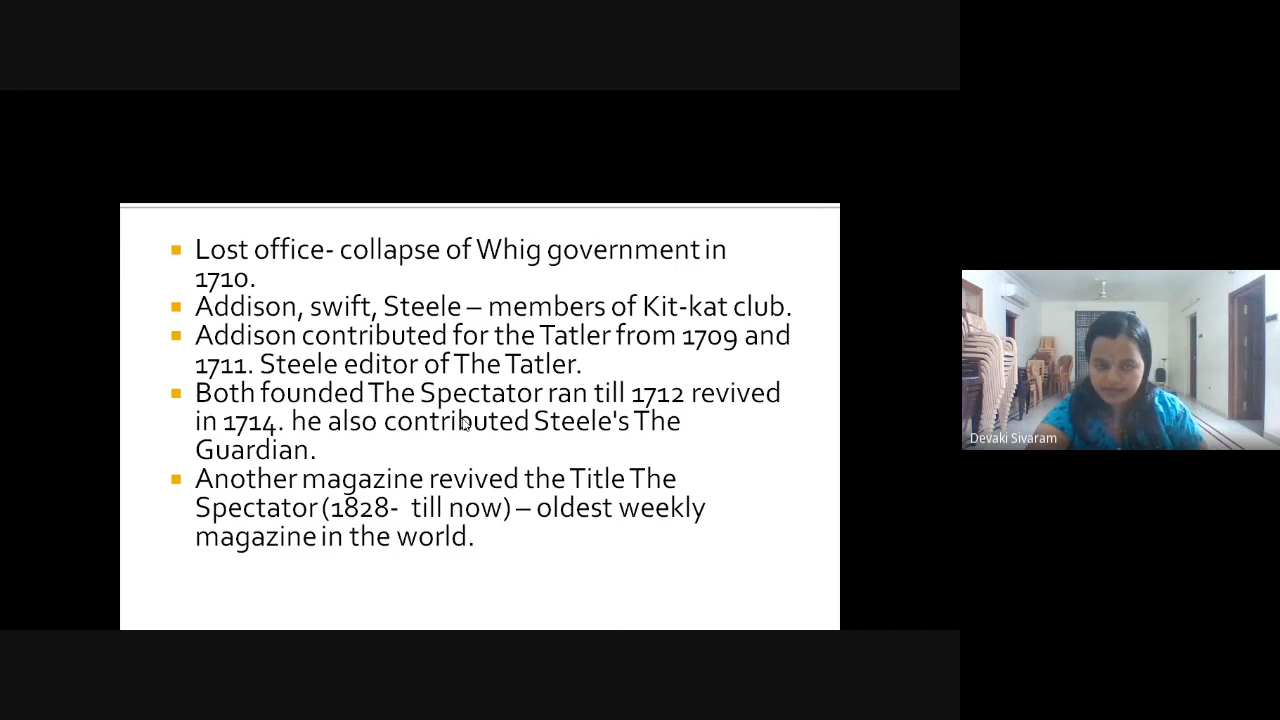 Lost office- collapse of Whig government in
1710.
Addison, swift, Steele – members of Kit-kat club.
Addison contributed for the Tatler from 1709 and
1711. Steele editor of The Tatler.
Both founded The Spectator ran till 1712 revived
in 1714. he also contributed Steele's The
Guardian.
Another magazine revived the Title The
Spectator (1828- till now) – oldest weekly
magazine in the world.
Devaki Sivaram